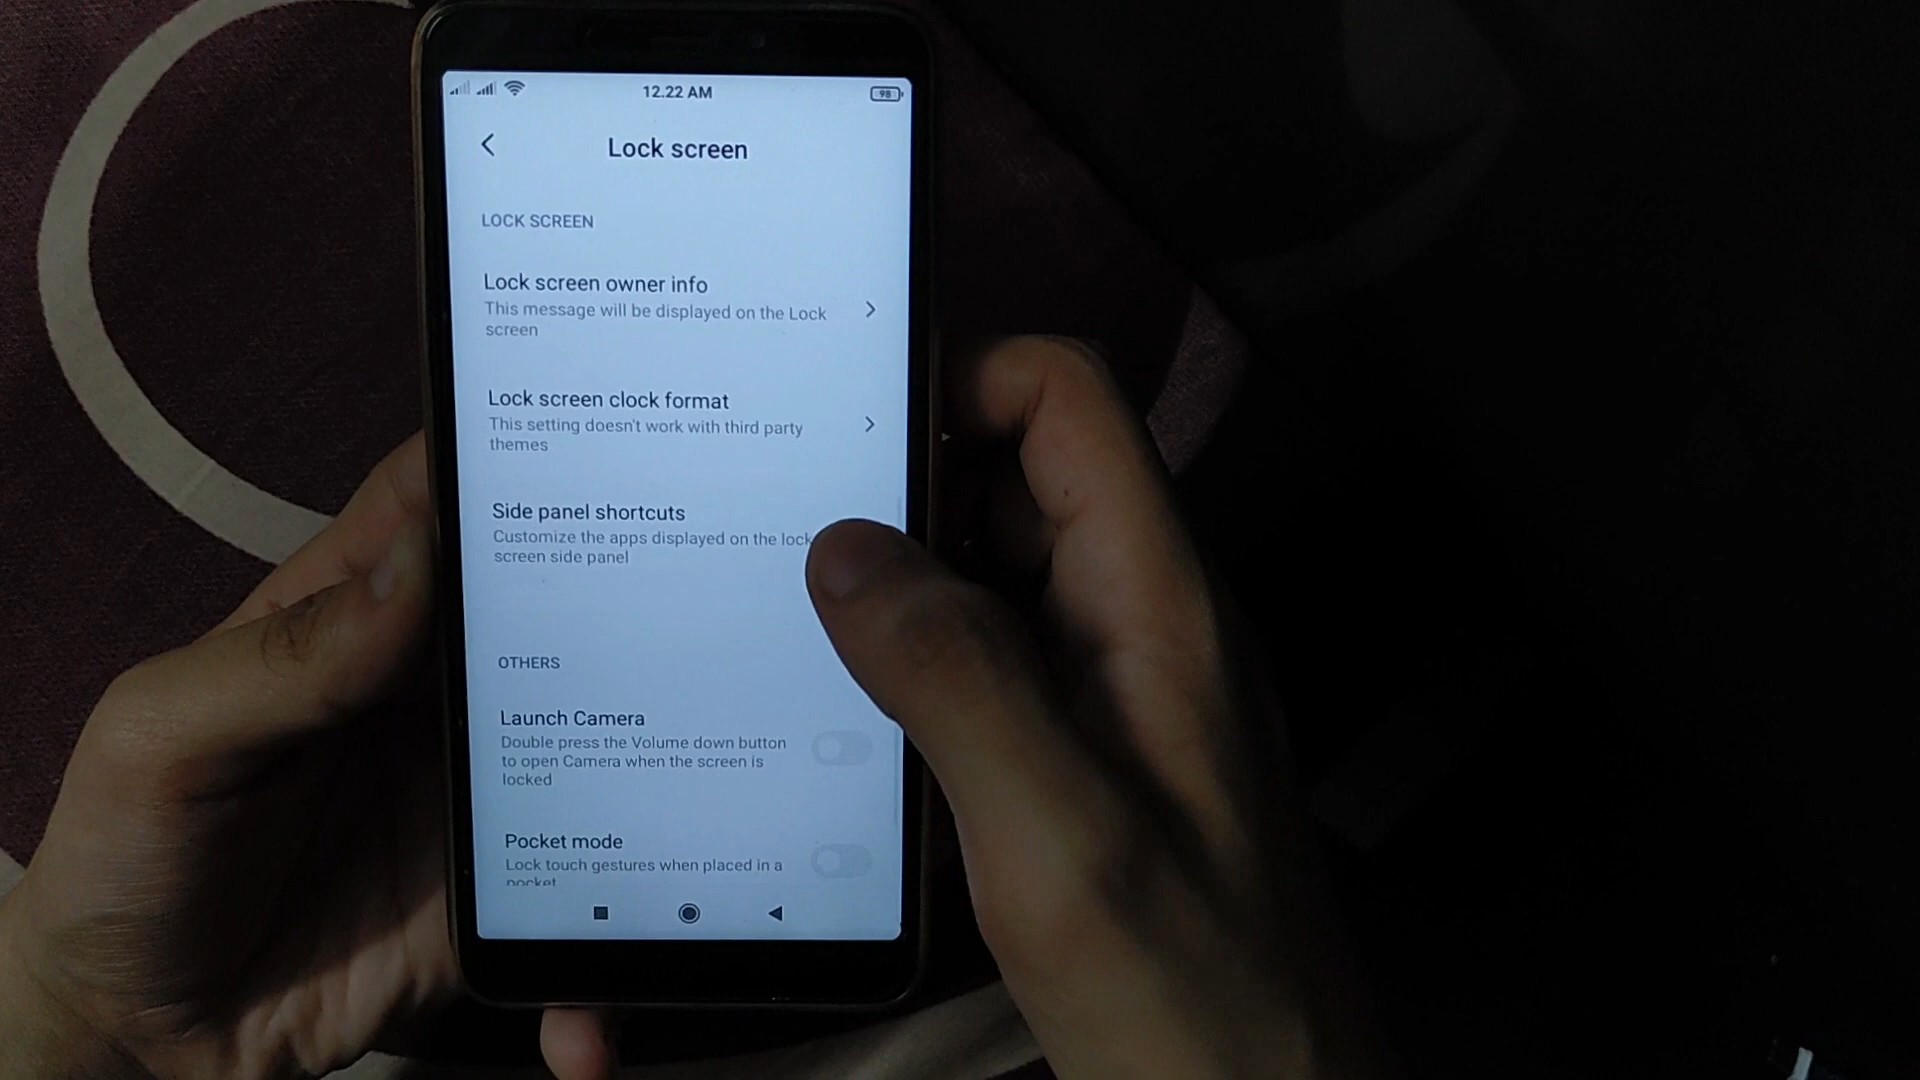 12.22 AM
98
Lock screen
LOCK SCREEN
Lock screen owner info
This message will be displayed on the Lock
screen
Lock screen clock format
This setting doesn't work with third party
themes
Side panel shortcuts
Customize the apps displayed on the lock
screen side panel
OTHERS
Launch Camera
Double press the Volume down button
to open Camera when the screen is
locked
Pocket mode
Lock touch gestures when placed in a
pocket